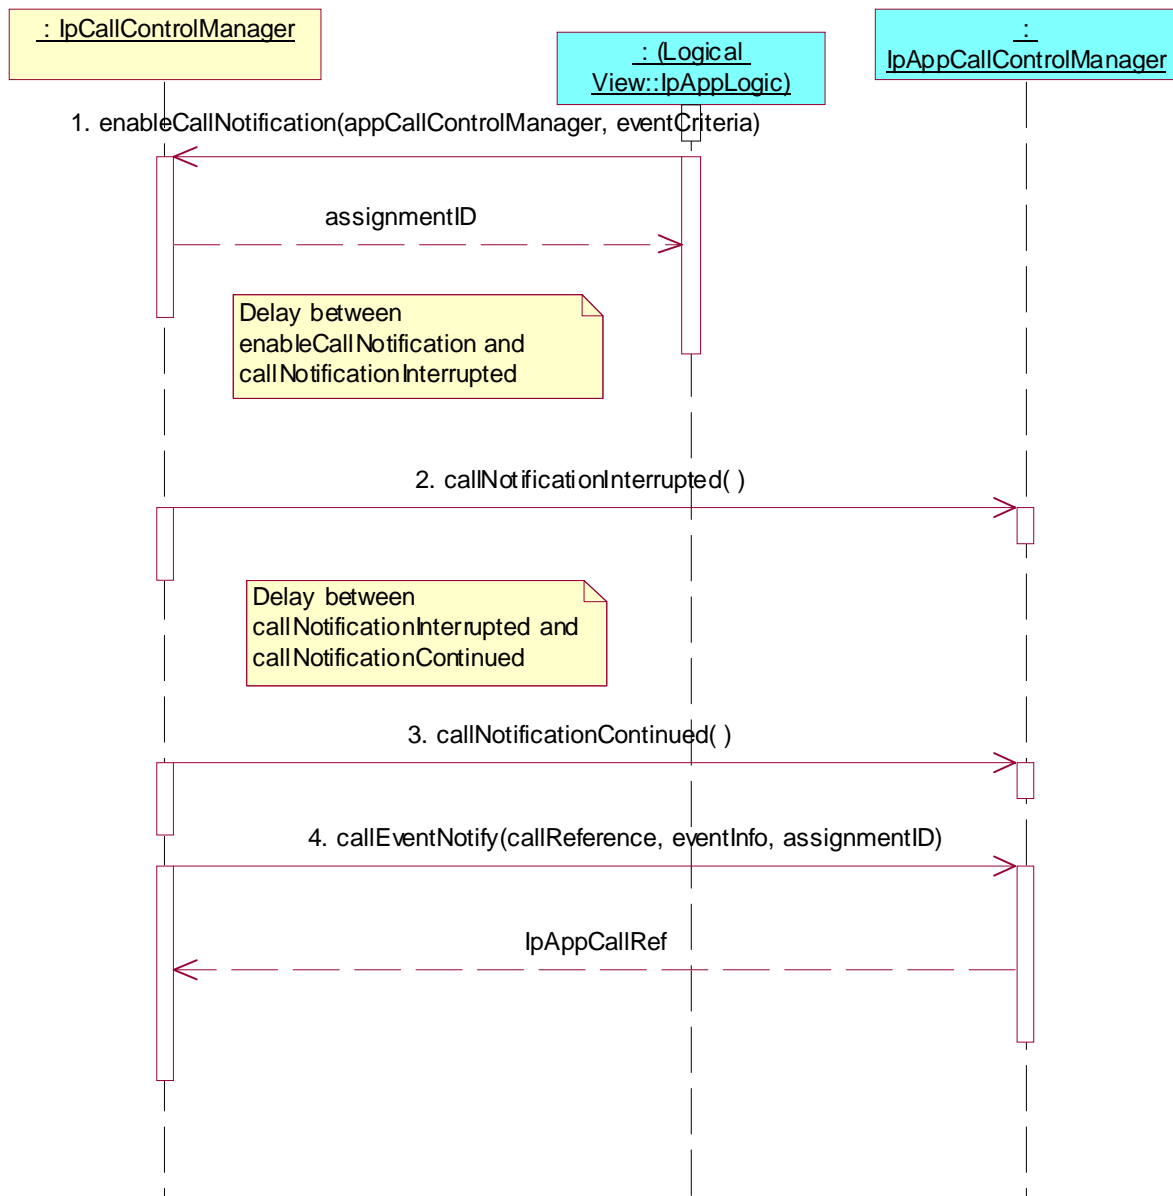 : IpCallControlManager
: (Logical
View::IpAppLogic)
:
IpAppCallControlManager
1. enableCallNotification(appCallControlManager, eventCriteria)
assignmentID
Delay between
enableCallNotification and
callNotificationInterrupted
2. callNotificationInterrupted( )
Delay between
callNotificationInterrupted and
callNotificationContinued
3. callNotificationContinued( )
4. callEventNotify(callReference, eventInfo, assignmentID)
IpAppCallRef